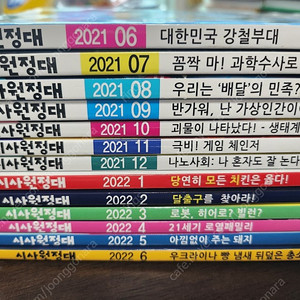 원정대 2021 06 대한민국 강철부대
원정대 2021 07 꼼짝 마! 과학수사로
사원정대 2021 08 우리는 '배달'의 민족?
사원정대 2021 09 반가워, 난 가상인간이
사원정대 2021 10 괴물이 나타났다! - 생태계
시사원정대 2021 11 극비! 게임 체인저
시사원정대 2021 12 나노사회: 나 혼자도 잘 논다
시사원정대 2022 1 당연히 모든 치킨은 옳다!
시사원정대 2022 2 달출구를 찾아라!
시사원정대 2022 3 로봇, 히어로? 빌런?
시사원정대 2022 4 21세기 로열패밀리
시사원정대 2022 5 아낌없이 주는 돼지
시사원정대 2022 6 우크라이나 빵 냄새 뒤덮은 총소